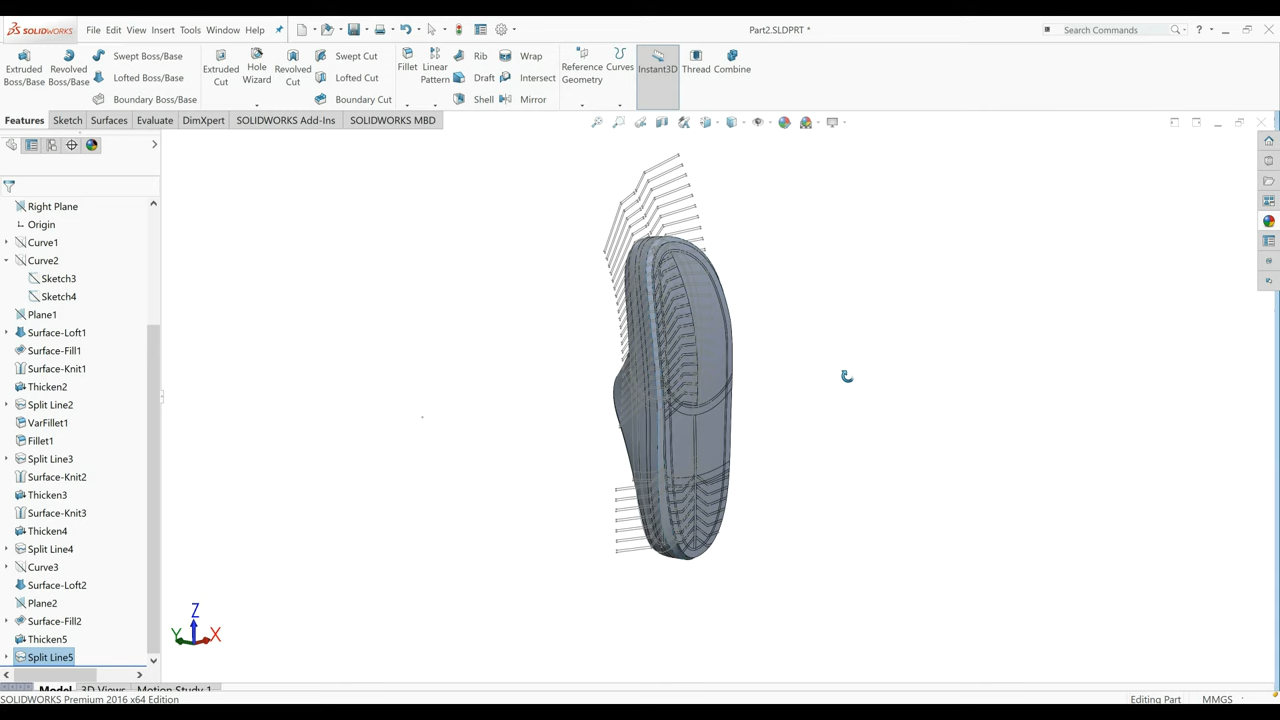 SOLIDWORKS File Edit View Insert Tools Window Help Part2.SLDPRT * Search Commands
Extruded Boss/Base Revolved Boss/Base Swept Boss/Base Lofted Boss/Base Boundary Boss/Base Extruded Cut Hole Wizard Revolved Cut Swept Cut Lofted Cut Boundary Cut Fillet Linear Pattern Rib Draft Shell Wrap Intersect Mirror Reference Geometry Curves Instant3D Thread Combine
Features Sketch Surfaces Evaluate DimXpert SOLIDWORKS Add-Ins SOLIDWORKS MBD
Right Plane
Origin
Curve1
Curve2
Sketch3
Sketch4
Plane1
Surface-Loft1
Surface-Fill1
Surface-Knit1
Thicken2
Split Line2
VarFillet1
Fillet1
Split Line3
Surface-Knit2
Thicken3
Surface-Knit3
Thicken4
Split Line4
Curve3
Surface-Loft2
Plane2
Surface-Fill2
Thicken5
Split Line5
Z
Y X
Model 3D Views Motion Study 1
SOLIDWORKS Premium 2016 x64 Edition Editing Part MMGS